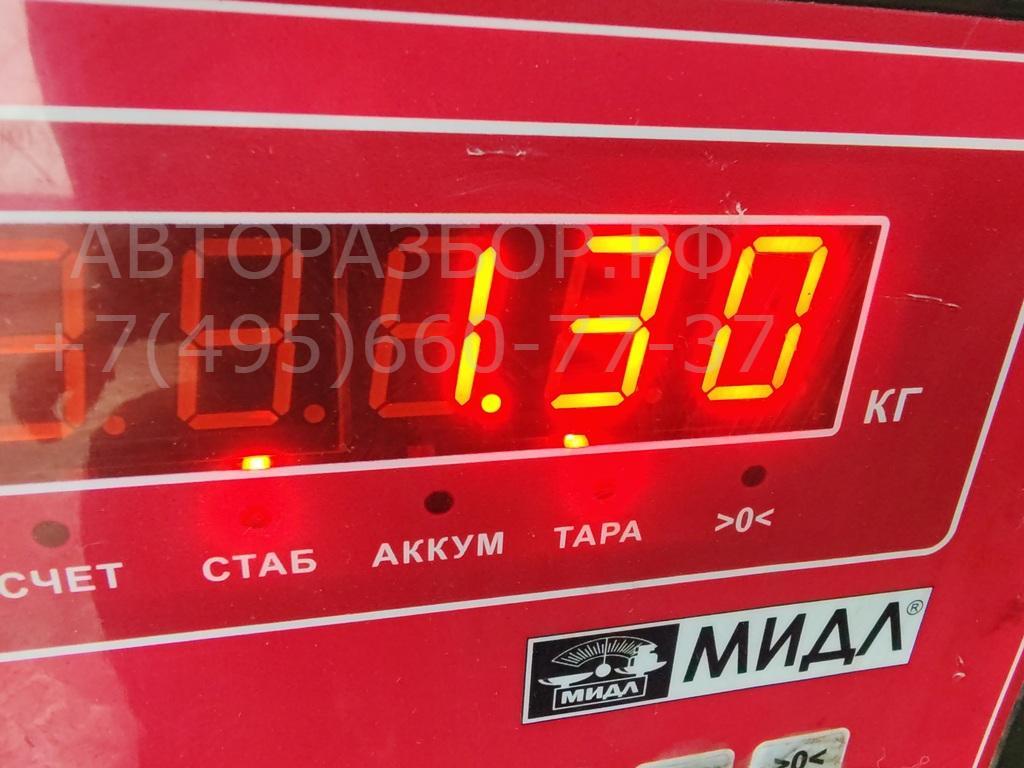 АВТОРАЗБОР.РФ
+7(495)660-77-37
1.30
КГ
СЧЕТ СТАБ АККУМ ТАРА >0<
МИДЛ МИДЛ®
>0<